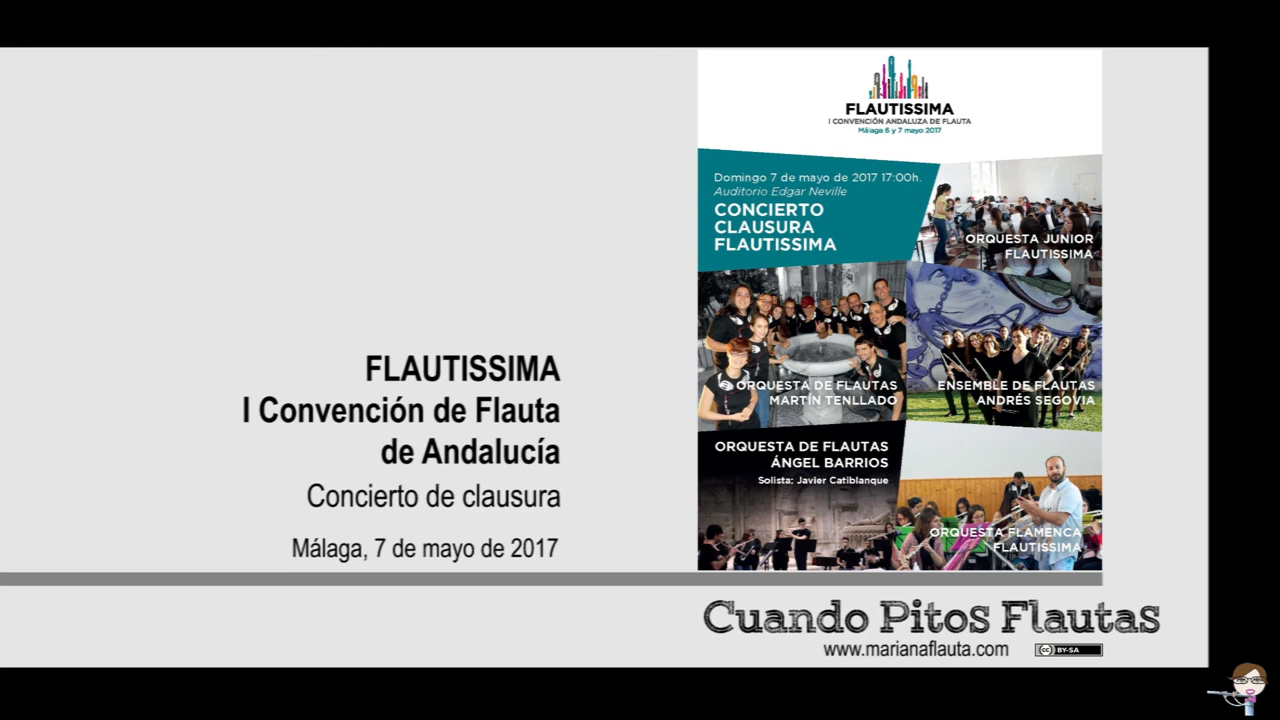 FLAUTISSIMA
I Convención de Flauta
de Andalucía
Concierto de clausura
Málaga, 7 de mayo de 2017
FLAUTISSIMA
I CONVENCIÓN ANDALUZA DE FLAUTA
Málaga 6 y 7 mayo 2017
Domingo 7 de mayo de 2017 17:00h.
Auditorio Edgar Neville
CONCIERTO
CLAUSURA
FLAUTISSIMA
ORQUESTA JUNIOR
FLAUTISSIMA
ORQUESTA DE FLAUTAS
MARTÍN TENLLADO
ENSEMBLE DE FLAUTAS
ANDRÉS SEGOVIA
ORQUESTA DE FLAUTAS
ÁNGEL BARRIOS
Solista: Javier Catiblanque
ORQUESTA FLAMENCA
FLAUTISSIMA
Cuando Pitos Flautas
www.marianaflauta.com
cc BY-SA